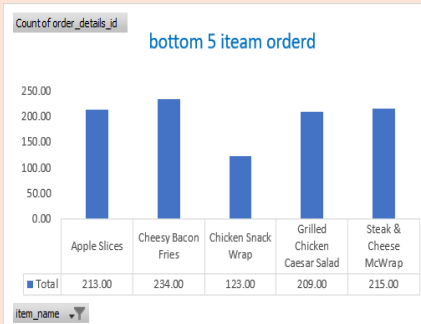 Count of order_details_id
bottom 5 iteam orderd
250.00
200.00
150.00
100.00
50.00
0.00
Apple Slices
Cheesy Bacon
Fries
Chicken Snack
Wrap
Grilled
Chicken
Caesar Salad
Steak &
Cheese
McWrap
Total 213.00 234.00 123.00 209.00 215.00
item_name